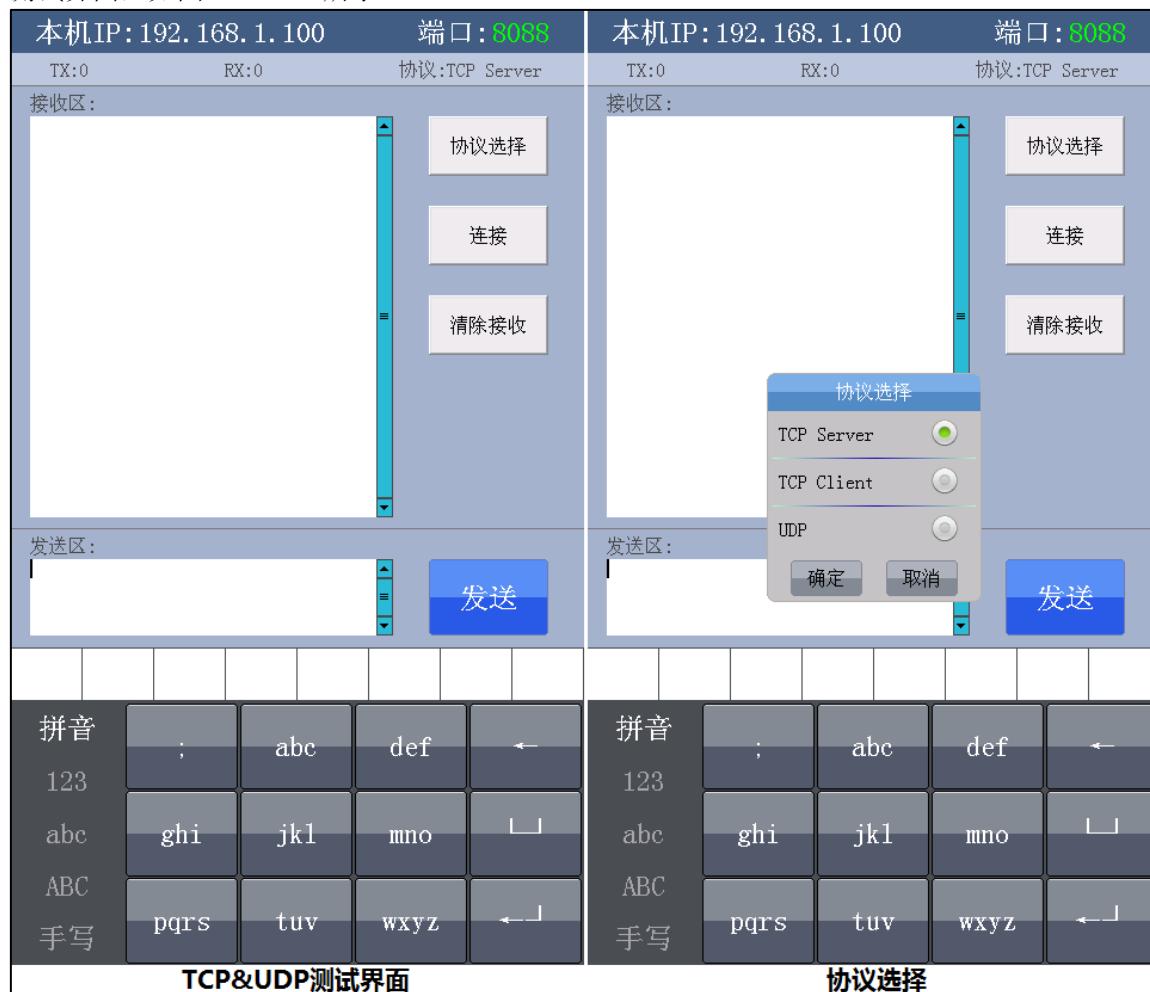 本机IP:192.168.1.100 端口:8088
TX:0 RX:0 协议:TCP Server
接收区:
协议选择
连接
清除接收
发送区:
发送
拼音
123
abc
ABC
手写
; abc def ←
ghi jkl mno
pqrs tuv wxyz
TCP&UDP测试界面
本机IP:192.168.1.100 端口:8088
TX:0 RX:0 协议:TCP Server
接收区:
协议选择
连接
清除接收
协议选择
TCP Server
TCP Client
UDP
确定 取消
发送区:
发送
拼音
123
abc
ABC
手写
; abc def ←
ghi jkl mno
pqrs tuv wxyz
协议选择